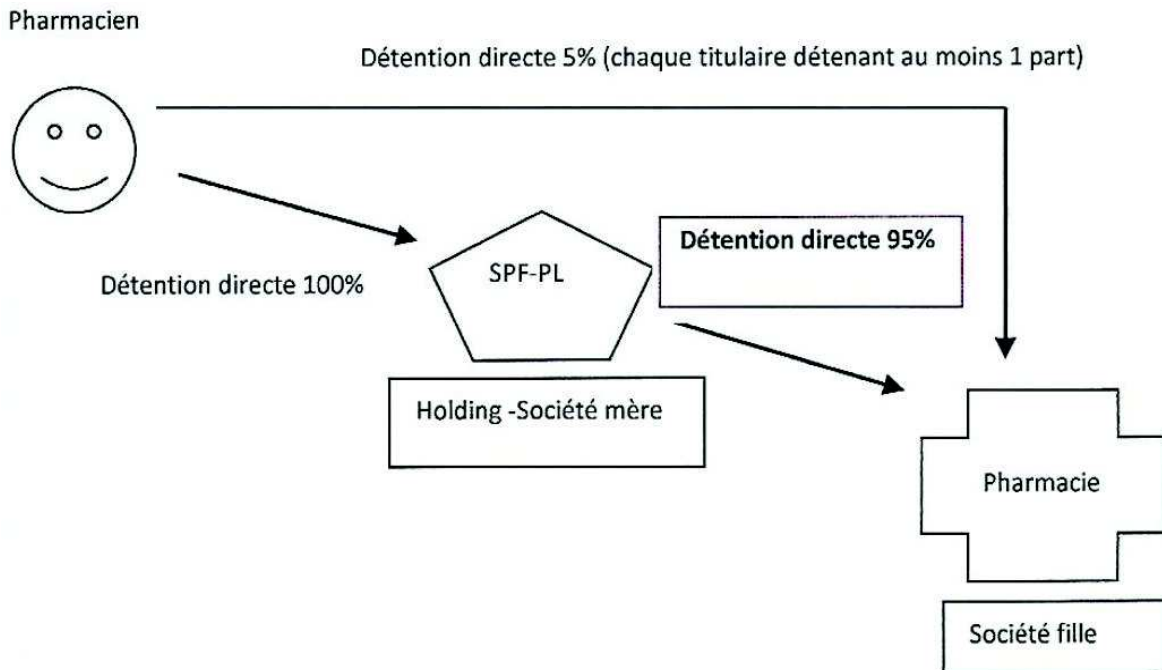 Pharmacien
Détention directe 5% (chaque titulaire détenant au moins 1 part)
Détention directe 100%
SPF-PL
Détention directe 95%
Holding -Société mère
Pharmacie
Société fille